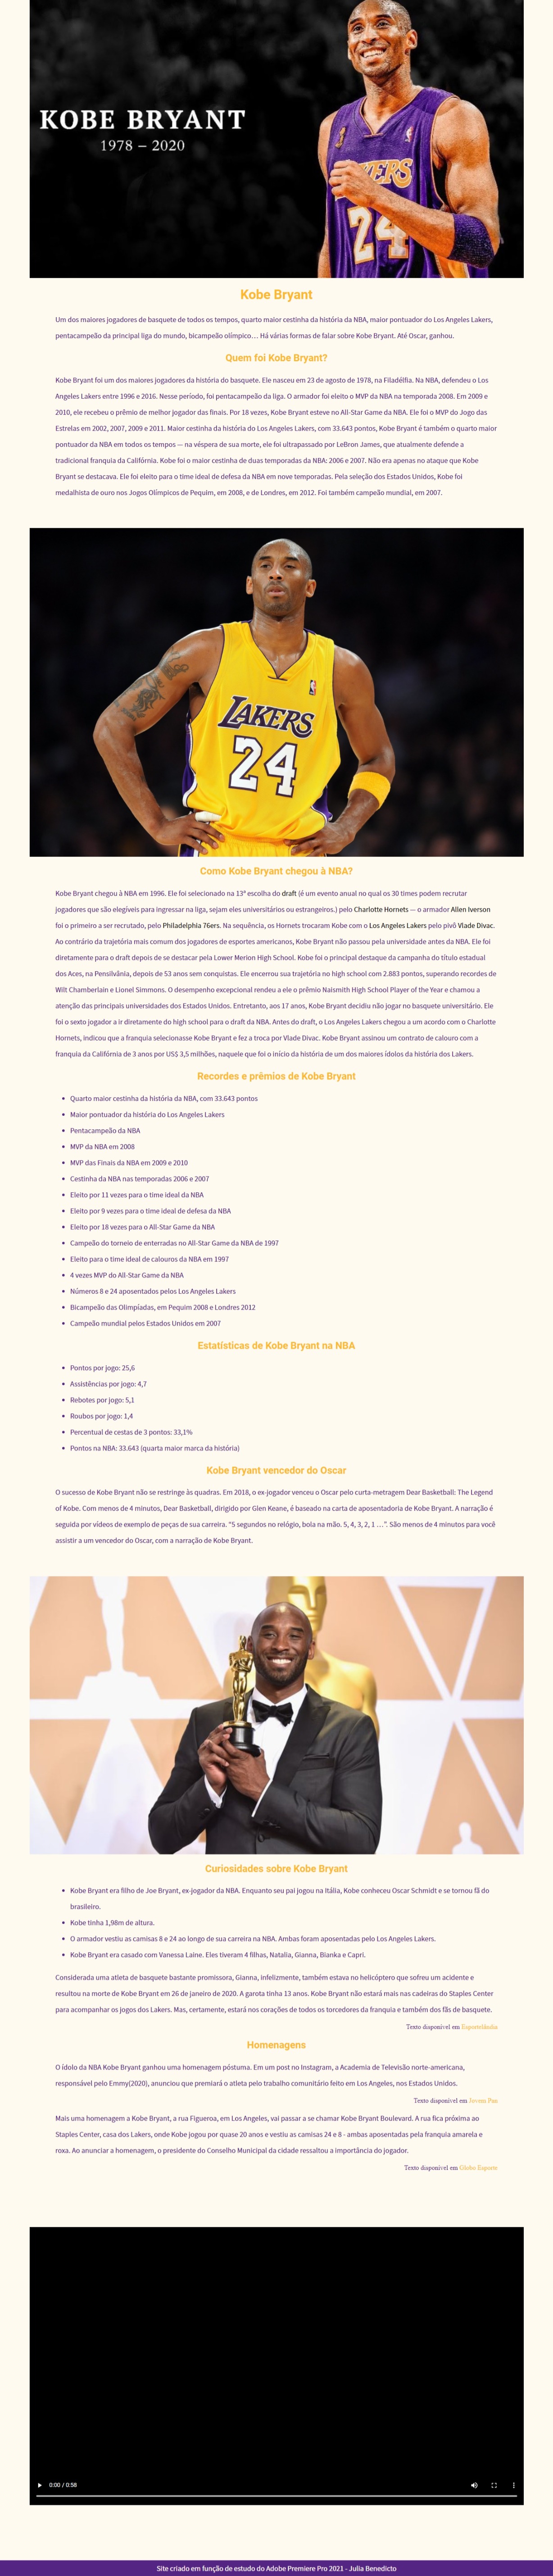 KOBE BRYANT
1978 – 2020
LAKERS
24
Kobe Bryant
Um dos maiores jogadores de basquete de todos os tempos, quarto maior cestinha da história da NBA, maior pontuador do Los Angeles Lakers,
pentacampeão da principal liga do mundo, bicampeão olímpico… Há várias formas de falar sobre Kobe Bryant. Até Oscar, ganhou.
Quem foi Kobe Bryant?
Kobe Bryant foi um dos maiores jogadores da história do basquete. Ele nasceu em 23 de agosto de 1978, na Filadélfia. Na NBA, defendeu o Los
Angeles Lakers entre 1996 e 2016. Nesse período, foi pentacampeão da liga. O armador foi eleito o MVP da NBA na temporada 2008. Em 2009 e
2010, ele recebeu o prêmio de melhor jogador das finais. Por 18 vezes, Kobe Bryant esteve no All-Star Game da NBA. Ele foi o MVP do Jogo das
Estrelas em 2002, 2007, 2009 e 2011. Maior cestinha da história do Los Angeles Lakers, com 33.643 pontos, Kobe Bryant é também o quarto maior
pontuador da NBA em todos os tempos — na véspera de sua morte, ele foi ultrapassado por LeBron James, que atualmente defende a
tradicional franquia da Califórnia. Kobe foi o maior cestinha de duas temporadas da NBA: 2006 e 2007. Não era apenas no ataque que Kobe
Bryant se destacava. Ele foi eleito para o time ideal de defesa da NBA em nove temporadas. Pela seleção dos Estados Unidos, Kobe foi
medalhista de ouro nos Jogos Olímpicos de Pequim, em 2008, e de Londres, em 2012. Foi também campeão mundial, em 2007.
LAKERS
24
Como Kobe Bryant chegou à NBA?
Kobe Bryant chegou à NBA em 1996. Ele foi selecionado na 13ª escolha do draft (é um evento anual no qual os 30 times podem recrutar
jogadores que são elegíveis para ingressar na liga, sejam eles universitários ou estrangeiros.) pelo Charlotte Hornets — o armador Allen Iverson
foi o primeiro a ser recrutado, pelo Philadelphia 76ers. Na sequência, os Hornets trocaram Kobe com o Los Angeles Lakers pelo pivô Vlade Divac.
Ao contrário da trajetória mais comum dos jogadores de esportes americanos, Kobe Bryant não passou pela universidade antes da NBA. Ele foi
diretamente para o draft depois de se destacar pela Lower Merion High School. Kobe foi o principal destaque da campanha do título estadual
dos Aces, na Pensilvânia, depois de 53 anos sem conquistas. Ele encerrou sua trajetória no high school com 2.883 pontos, superando recordes de
Wilt Chamberlain e Lionel Simmons. O desempenho excepcional rendeu a ele o prêmio Naismith High School Player of the Year e chamou a
atenção das principais universidades dos Estados Unidos. Entretanto, aos 17 anos, Kobe Bryant decidiu não jogar no basquete universitário. Ele
foi o sexto jogador a ir diretamente do high school para o draft da NBA. Antes do draft, o Los Angeles Lakers chegou a um acordo com o Charlotte
Hornets, indicou que a franquia selecionasse Kobe Bryant e fez a troca por Vlade Divac. Kobe Bryant assinou um contrato de calouro com a
franquia da Califórnia de 3 anos por US$ 3,5 milhões, naquele que foi o início da história de um dos maiores ídolos da história dos Lakers.
Recordes e prêmios de Kobe Bryant
• Quarto maior cestinha da história da NBA, com 33.643 pontos
• Maior pontuador da história do Los Angeles Lakers
• Pentacampeão da NBA
• MVP da NBA em 2008
• MVP das Finais da NBA em 2009 e 2010
• Cestinha da NBA nas temporadas 2006 e 2007
• Eleito por 11 vezes para o time ideal da NBA
• Eleito por 9 vezes para o time ideal de defesa da NBA
• Eleito por 18 vezes para o All-Star Game da NBA
• Campeão do torneio de enterradas no All-Star Game da NBA de 1997
• Eleito para o time ideal de calouros da NBA em 1997
• 4 vezes MVP do All-Star Game da NBA
• Números 8 e 24 aposentados pelos Los Angeles Lakers
• Bicampeão das Olimpíadas, em Pequim 2008 e Londres 2012
• Campeão mundial pelos Estados Unidos em 2007
Estatísticas de Kobe Bryant na NBA
• Pontos por jogo: 25,6
• Assistências por jogo: 4,7
• Rebotes por jogo: 5,1
• Roubos por jogo: 1,4
• Percentual de cestas de 3 pontos: 33,1%
• Pontos na NBA: 33.643 (quarta maior marca da história)
Kobe Bryant vencedor do Oscar
O sucesso de Kobe Bryant não se restringe às quadras. Em 2018, o ex-jogador venceu o Oscar pelo curta-metragem Dear Basketball: The Legend
of Kobe. Com menos de 4 minutos, Dear Basketball, dirigido por Glen Keane, é baseado na carta de aposentadoria de Kobe Bryant. A narração é
seguida por vídeos de exemplo de peças de sua carreira. “5 segundos no relógio, bola na mão. 5, 4, 3, 2, 1 …”. São menos de 4 minutos para você
assistir a um vencedor do Oscar, com a narração de Kobe Bryant.
Curiosidades sobre Kobe Bryant
• Kobe Bryant era filho de Joe Bryant, ex-jogador da NBA. Enquanto seu pai jogou na Itália, Kobe conheceu Oscar Schmidt e se tornou fã do
brasileiro.
• Kobe tinha 1,98m de altura.
• O armador vestiu as camisas 8 e 24 ao longo de sua carreira na NBA. Ambas foram aposentadas pelo Los Angeles Lakers.
• Kobe Bryant era casado com Vanessa Laine. Eles tiveram 4 filhas, Natalia, Gianna, Bianka e Capri.
Considerada uma atleta de basquete bastante promissora, Gianna, infelizmente, também estava no helicóptero que sofreu um acidente e
resultou na morte de Kobe Bryant em 26 de janeiro de 2020. A garota tinha 13 anos. Kobe Bryant não estará mais nas cadeiras do Staples Center
para acompanhar os jogos dos Lakers. Mas, certamente, estará nos corações de todos os torcedores da franquia e também dos fãs de basquete.
Texto disponível em Esportelândia
Homenagens
O ídolo da NBA Kobe Bryant ganhou uma homenagem póstuma. Em um post no Instagram, a Academia de Televisão norte-americana,
responsável pelo Emmy(2020), anunciou que premiará o atleta pelo trabalho comunitário feito em Los Angeles, nos Estados Unidos.
Texto disponível em Jovem Pan
Mais uma homenagem a Kobe Bryant, a rua Figueroa, em Los Angeles, vai passar a se chamar Kobe Bryant Boulevard. A rua fica próxima ao
Staples Center, casa dos Lakers, onde Kobe jogou por quase 20 anos e vestiu as camisas 24 e 8 - ambas aposentadas pela franquia amarela e
roxa. Ao anunciar a homenagem, o presidente do Conselho Municipal da cidade ressaltou a importância do jogador.
Texto disponível em Globo Esporte
0:00 / 0:58
Site criado em função de estudo do Adobe Premiere Pro 2021 - Julia Benedicto